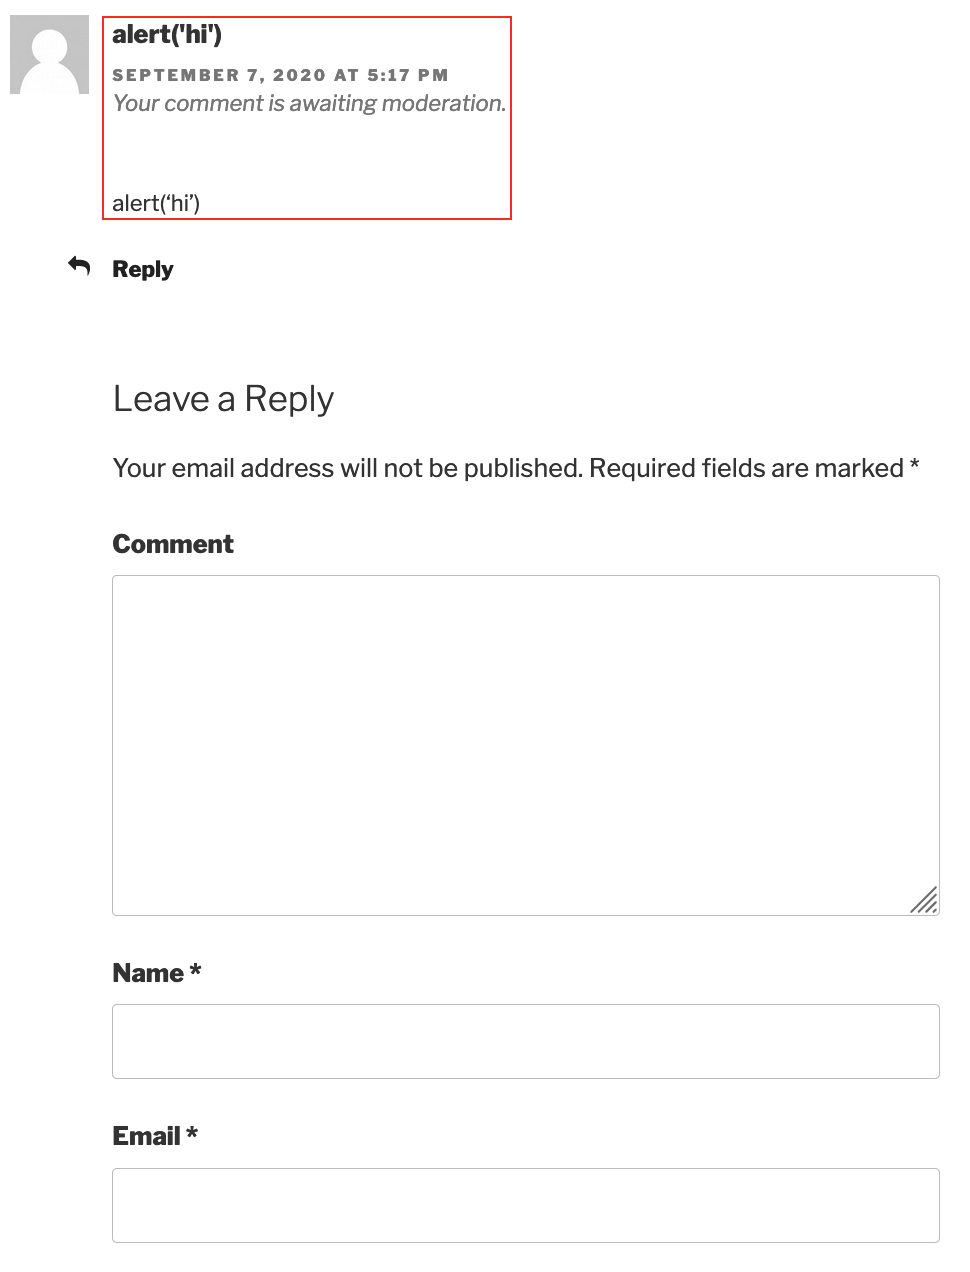 alert('hi')
SEPTEMBER 7, 2020 AT 5:17 PM
Your comment is awaiting moderation.
alert(‘hi’)
Reply
Leave a Reply
Your email address will not be published. Required fields are marked *
Comment
Name *
Email *